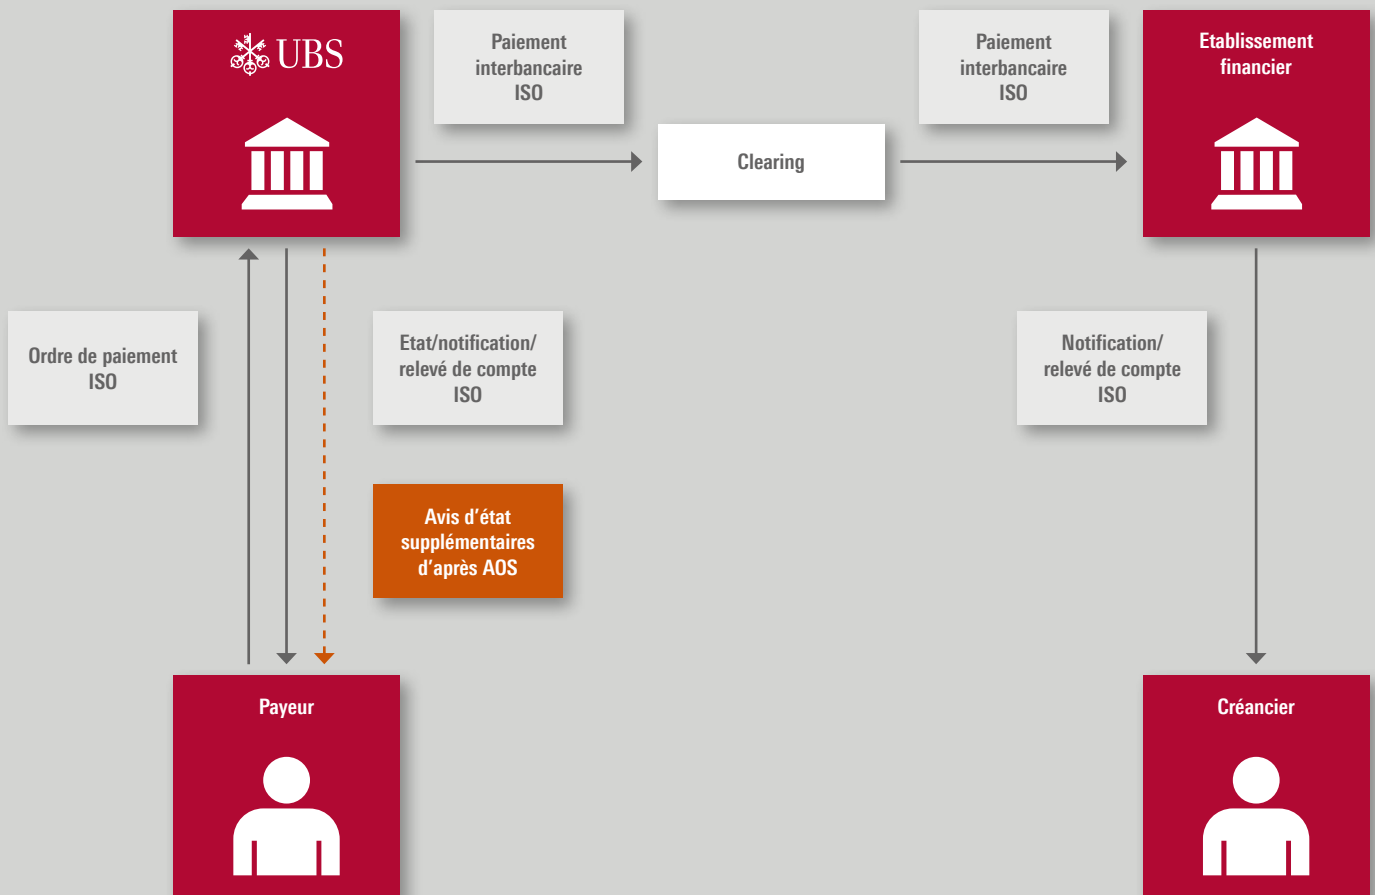 UBS
Paiement
interbancaire
ISO
Paiement
interbancaire
ISO
Etablissement
financier
Clearing
Ordre de paiement
ISO
Etat/notification/
relevé de compte
ISO
Notification/
relevé de compte
ISO
Avis d’état
supplémentaires
d’après AOS
Payeur
Créancier